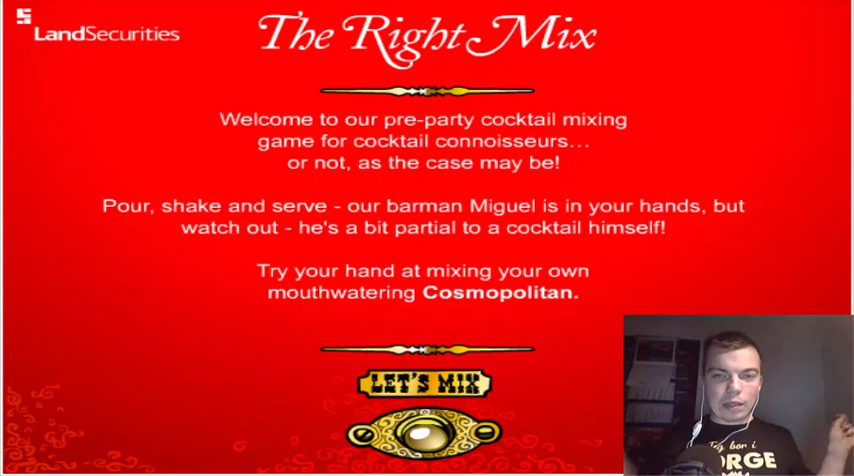 LandSecurities
The Right Mix
Welcome to our pre-party cocktail mixing
game for cocktail connoisseurs...
or not, as the case may be!
Pour, shake and serve - our barman Miguel is in your hands, but
watch out - he's a bit partial to a cocktail himself!
Try your hand at mixing your own
mouthwatering Cosmopolitan.
LET'S MIX
bor i
ORGE